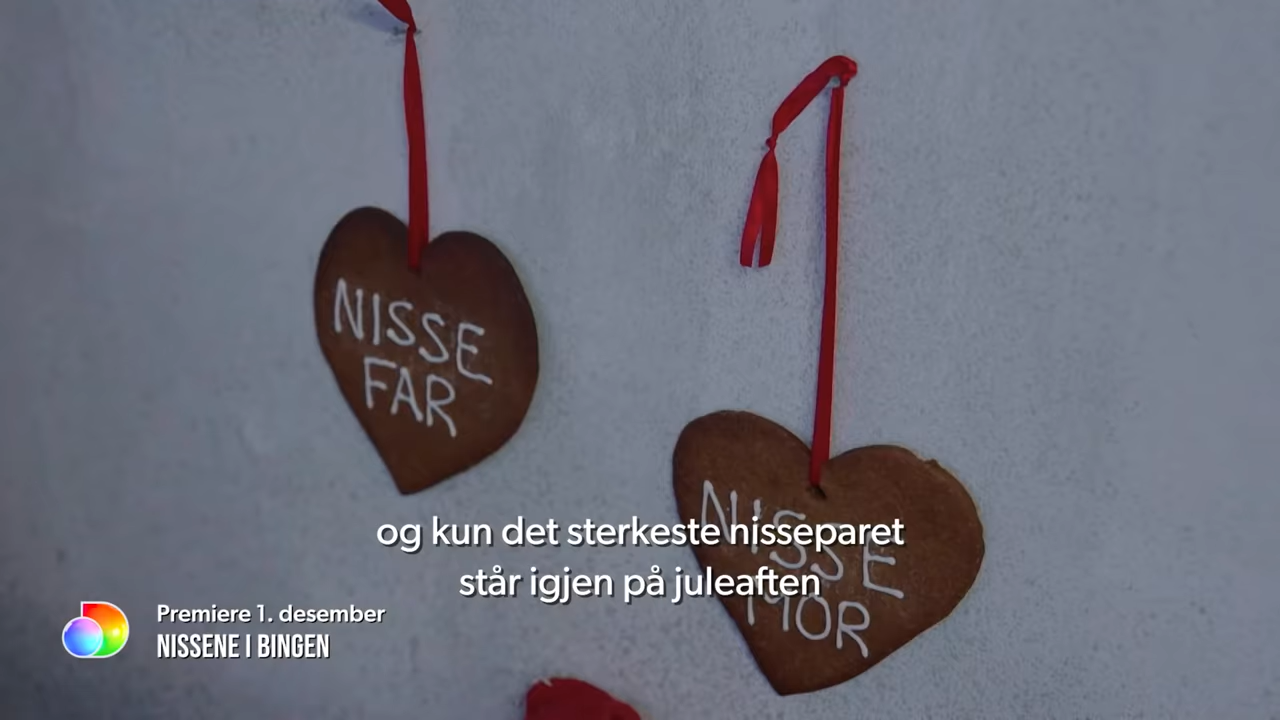 NISSE
FAR
NISSE
MOR
og kun det sterkeste nisseparet
står igjen på juleaften
Premiere 1. desember
NISSENE I BINGEN